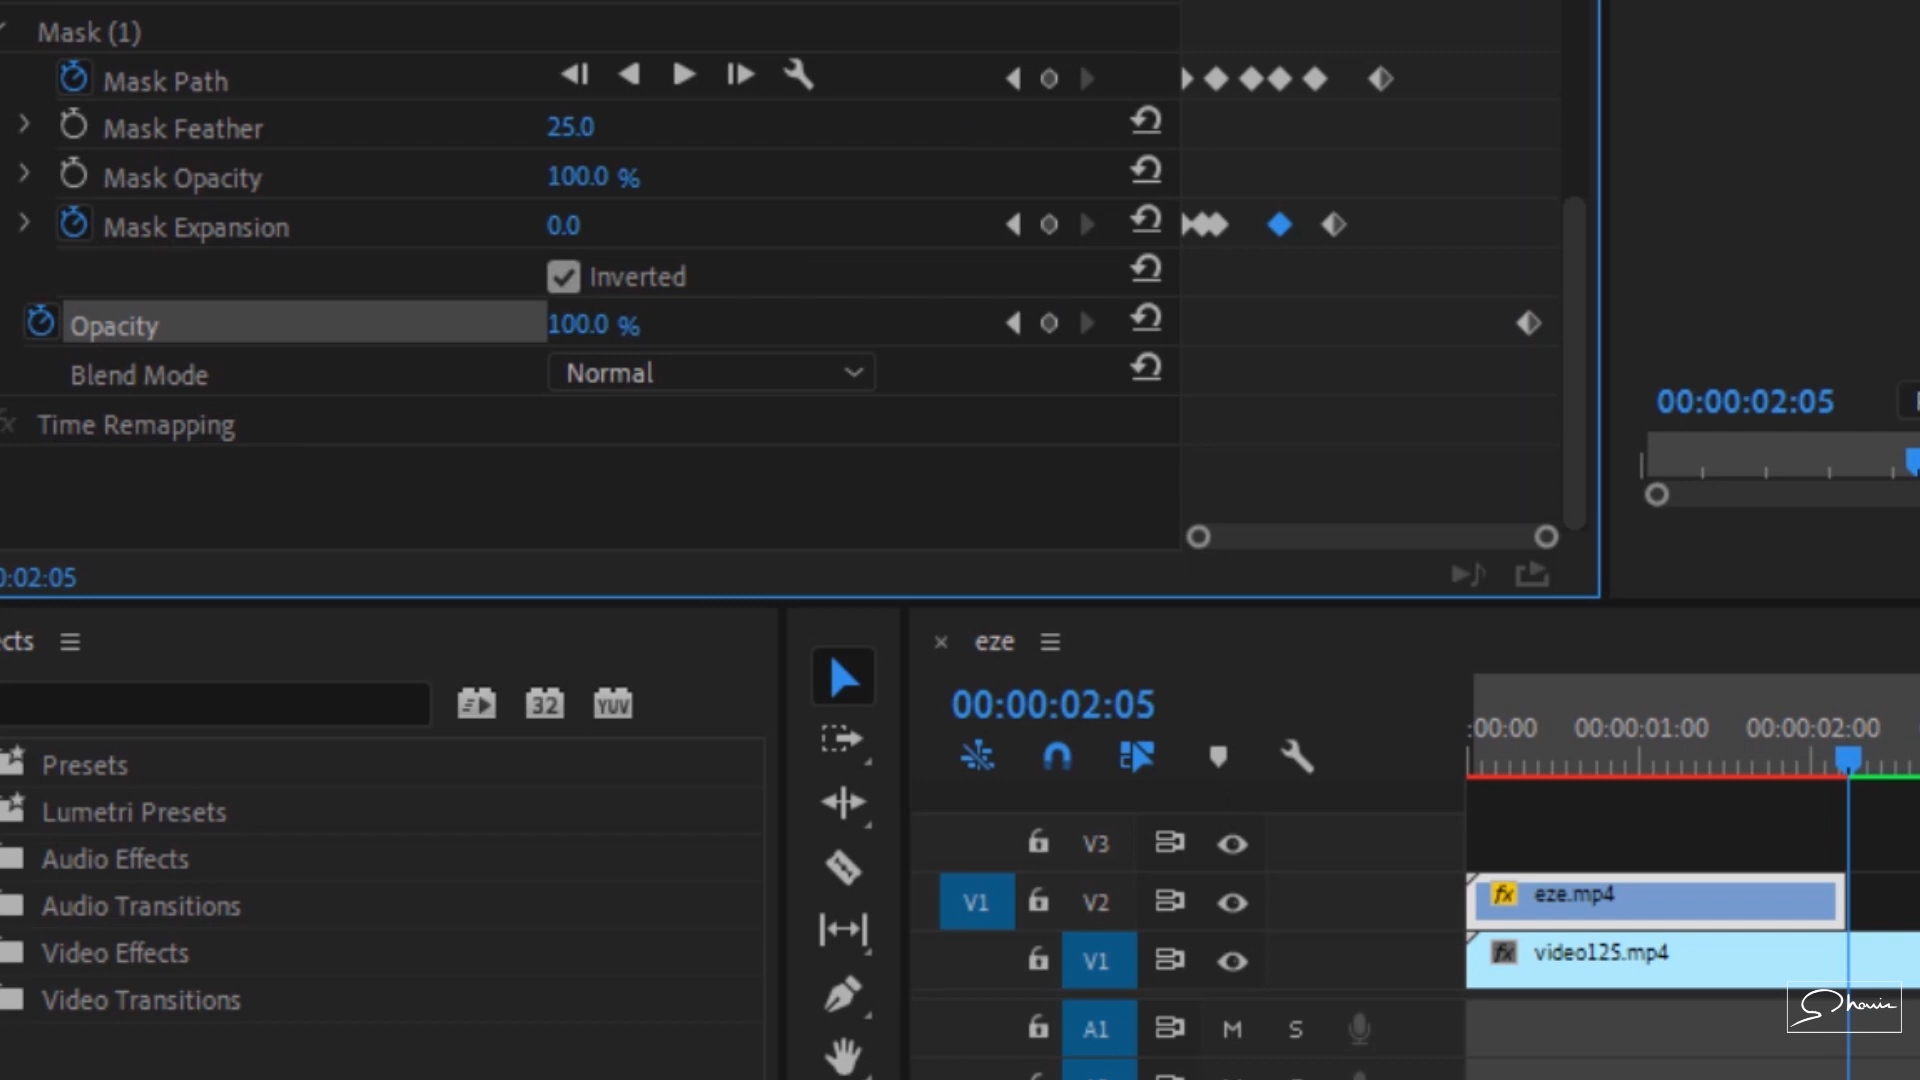 Mask (1)
Mask Path
Mask Feather 25.0
Mask Opacity 100.0 %
Mask Expansion 0.0
Inverted
Opacity 100.0 %
Blend Mode Normal
fx Time Remapping
00:00:02:05
0:02:05
cts
eze
32 YUV
00:00:02:05
:00:00 00:00:01:00 00:00:02:00
Presets
Lumetri Presets
Audio Effects
Audio Transitions
Video Effects
Video Transitions
V3
V1 V2
fx eze.mp4
V1
fx video125.mp4
A1 M S